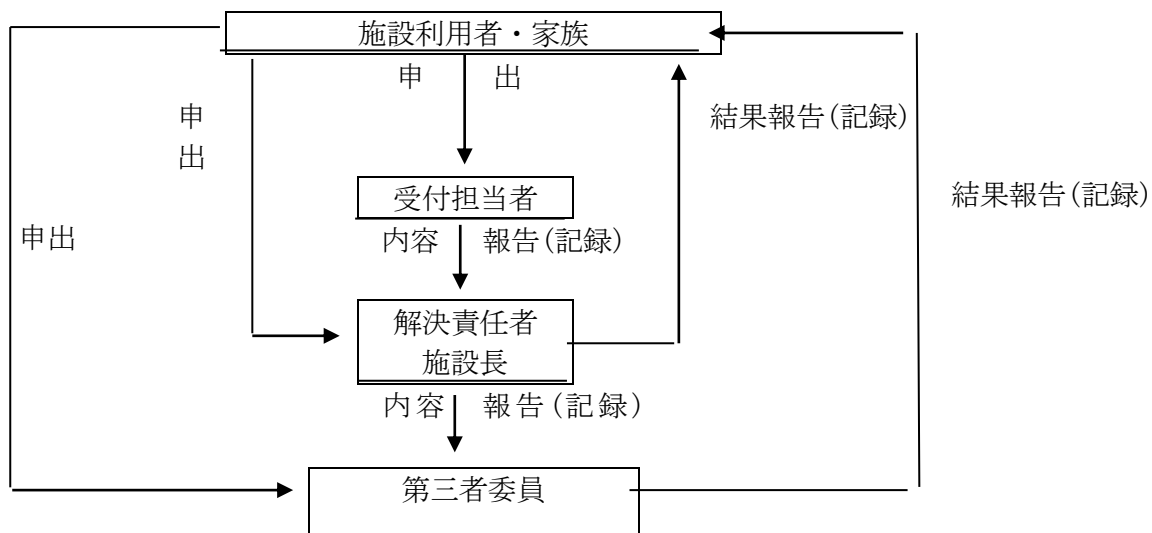 施設利用者・家族
申 出
申
出
結果報告(記録)
結果報告(記録)
受付担当者
申出
内容 報告(記録)
解決責任者
施設長
内容 報告(記録)
第三者委員